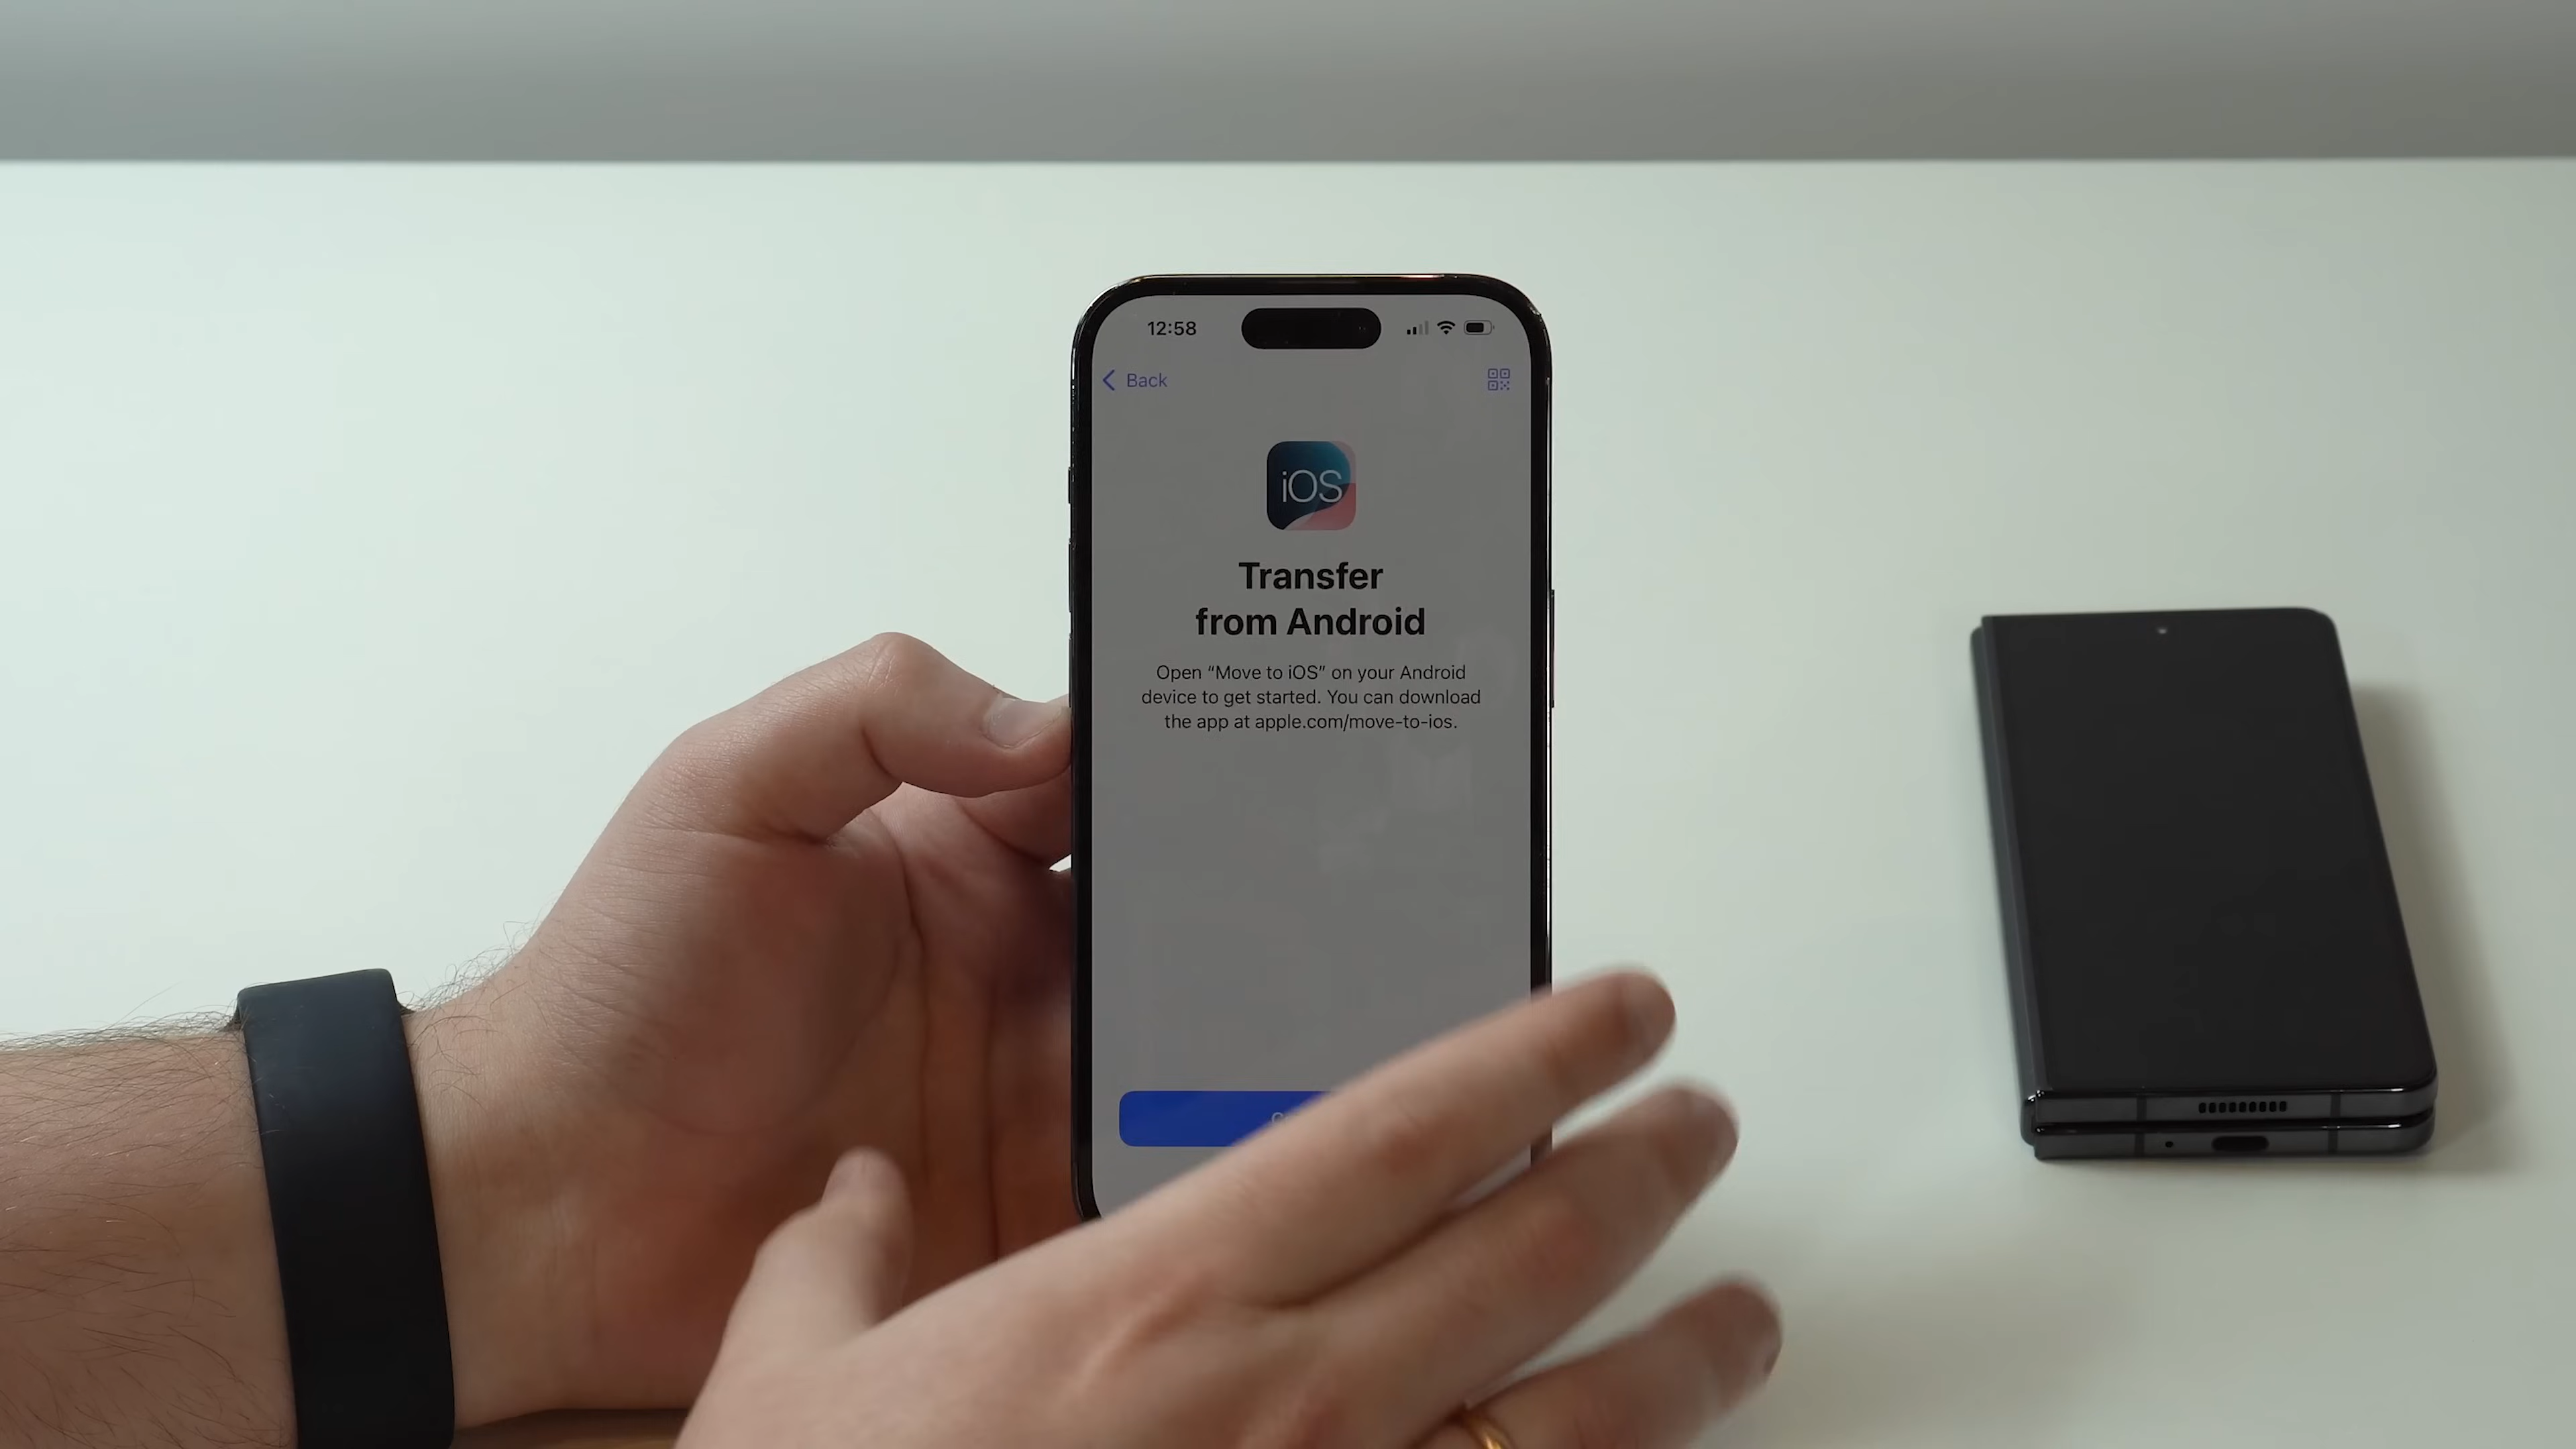 12:58
Back
iOS
Transfer
from Android
Open “Move to iOS” on your Android
device to get started. You can download
the app at apple.com/move-to-ios.